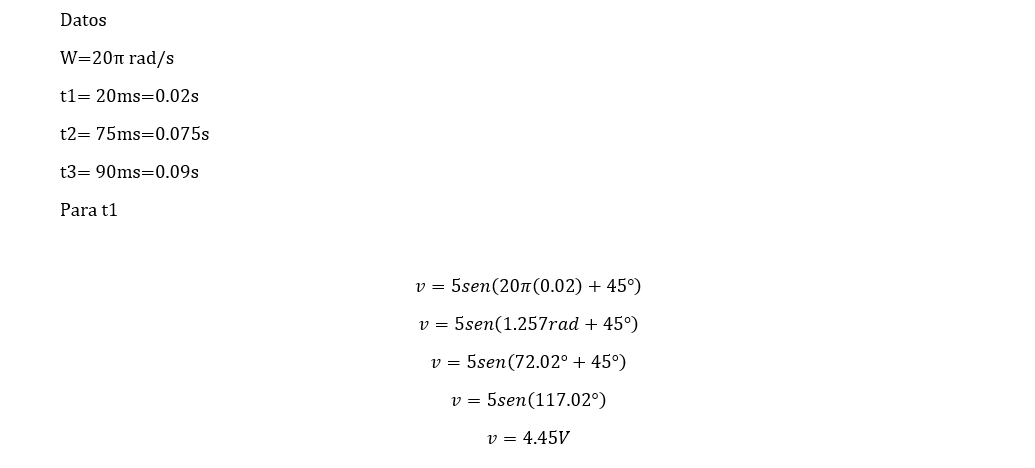 Datos
W=20π rad/s
t1= 20ms=0.02s
t2= 75ms=0.075s
t3= 90ms=0.09s
Para t1
v = 5sen(20π(0.02) + 45°)
v = 5sen(1.257rad + 45°)
v = 5sen(72.02° + 45°)
v = 5sen(117.02°)
v = 4.45V